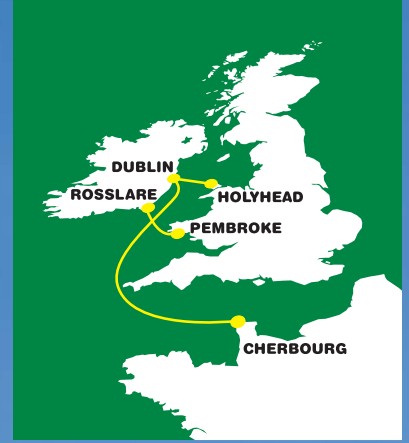 DUBLIN
ROSSLARE
HOLYHEAD
PEMBROKE
CHERBOURG